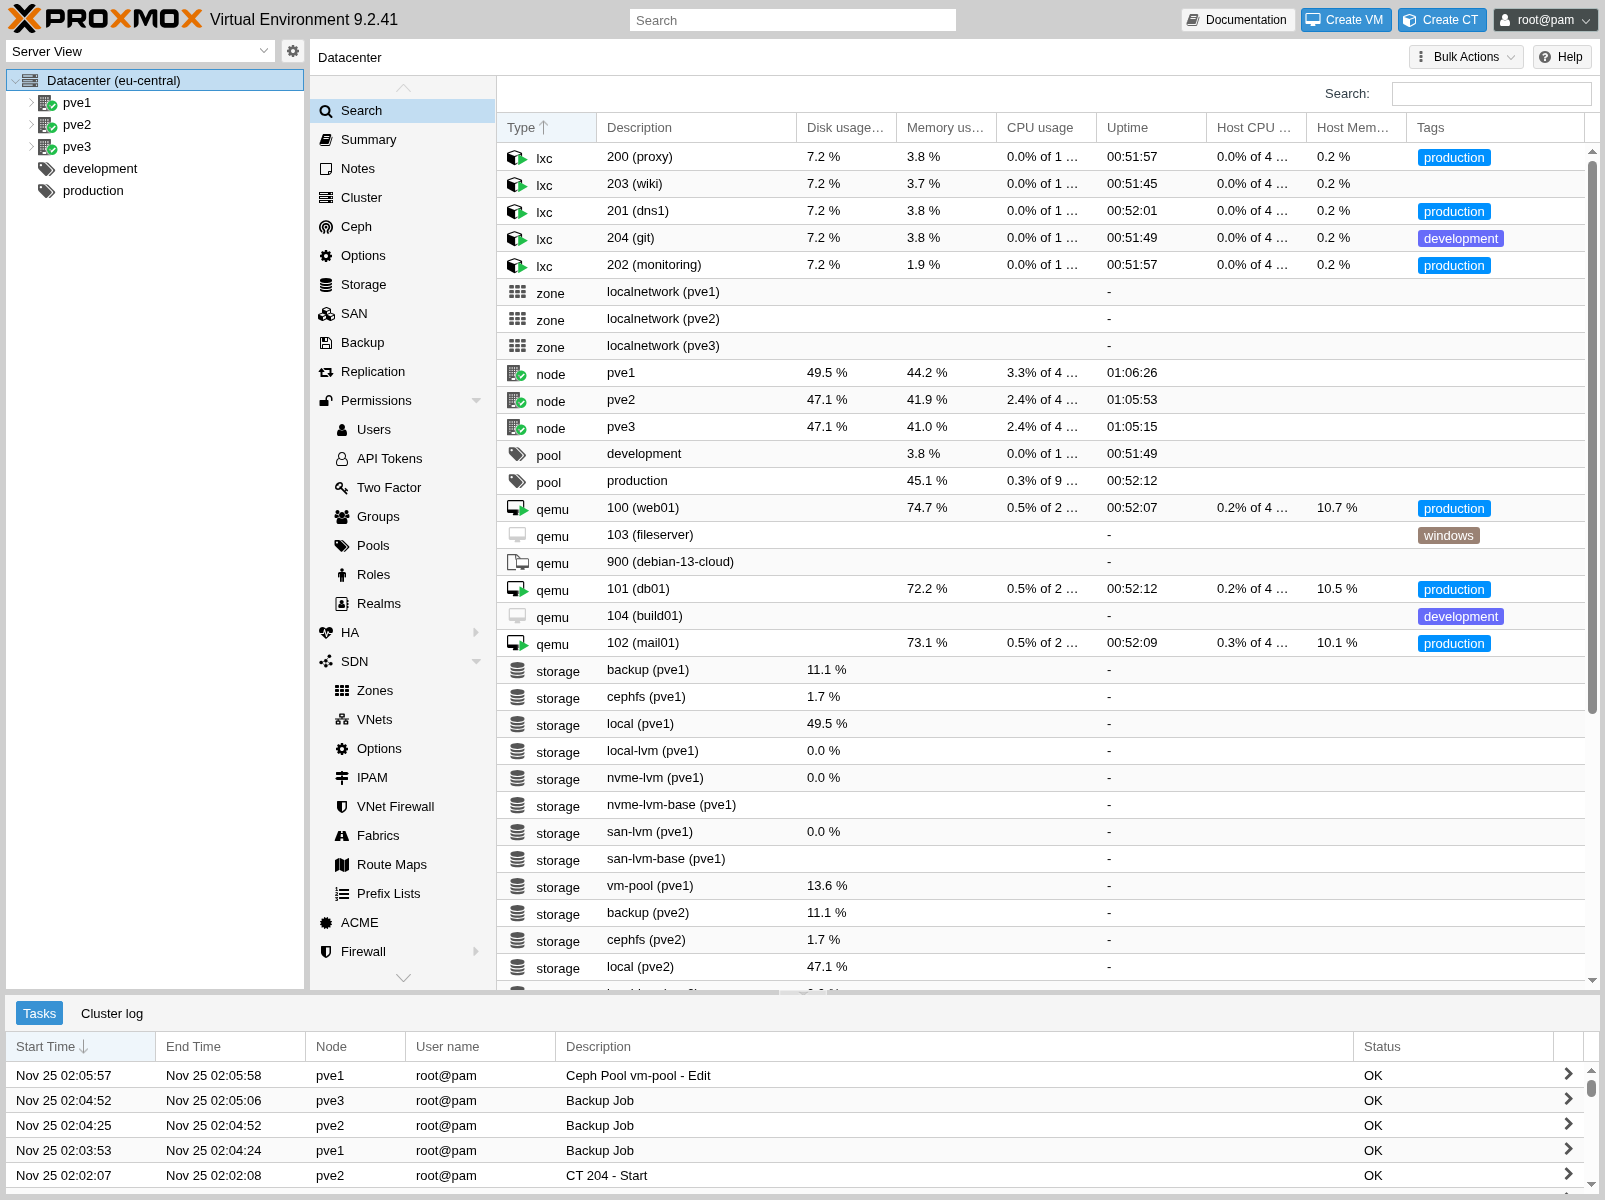 PROXMOX Virtual Environment 9.2.41 Search Documentation Create VM Create CT root@pam
Server View
Datacenter (eu-central)
pve1
pve2
pve3
development
production
Datacenter Bulk Actions Help
Search
Summary
Notes
Cluster
Ceph
Options
Storage
SAN
Backup
Replication
Permissions
Users
API Tokens
Two Factor
Groups
Pools
Roles
Realms
HA
SDN
Zones
VNets
Options
IPAM
VNet Firewall
Fabrics
Route Maps
Prefix Lists
ACME
Firewall
Search:
Type Description Disk usage... Memory us... CPU usage Uptime Host CPU ... Host Mem... Tags
lxc 200 (proxy) 7.2 % 3.8 % 0.0% of 1 ... 00:51:57 0.0% of 4 ... 0.2 % production
lxc 203 (wiki) 7.2 % 3.7 % 0.0% of 1 ... 00:51:45 0.0% of 4 ... 0.2 %
lxc 201 (dns1) 7.2 % 3.8 % 0.0% of 1 ... 00:52:01 0.0% of 4 ... 0.2 % production
lxc 204 (git) 7.2 % 3.8 % 0.0% of 1 ... 00:51:49 0.0% of 4 ... 0.2 % development
lxc 202 (monitoring) 7.2 % 1.9 % 0.0% of 1 ... 00:51:57 0.0% of 4 ... 0.2 % production
zone localnetwork (pve1) -
zone localnetwork (pve2) -
zone localnetwork (pve3) -
node pve1 49.5 % 44.2 % 3.3% of 4 ... 01:06:26
node pve2 47.1 % 41.9 % 2.4% of 4 ... 01:05:53
node pve3 47.1 % 41.0 % 2.4% of 4 ... 01:05:15
pool development 3.8 % 0.0% of 1 ... 00:51:49
pool production 45.1 % 0.3% of 9 ... 00:52:12
qemu 100 (web01) 74.7 % 0.5% of 2 ... 00:52:07 0.2% of 4 ... 10.7 % production
qemu 103 (fileserver) - windows
qemu 900 (debian-13-cloud) -
qemu 101 (db01) 72.2 % 0.5% of 2 ... 00:52:12 0.2% of 4 ... 10.5 % production
qemu 104 (build01) - development
qemu 102 (mail01) 73.1 % 0.5% of 2 ... 00:52:09 0.3% of 4 ... 10.1 % production
storage backup (pve1) 11.1 % -
storage cephfs (pve1) 1.7 % -
storage local (pve1) 49.5 % -
storage local-lvm (pve1) 0.0 % -
storage nvme-lvm (pve1) 0.0 % -
storage nvme-lvm-base (pve1) -
storage san-lvm (pve1) 0.0 % -
storage san-lvm-base (pve1) -
storage vm-pool (pve1) 13.6 % -
storage backup (pve2) 11.1 % -
storage cephfs (pve2) 1.7 % -
storage local (pve2) 47.1 % -
Tasks Cluster log
Start Time End Time Node User name Description Status
Nov 25 02:05:57 Nov 25 02:05:58 pve1 root@pam Ceph Pool vm-pool - Edit OK
Nov 25 02:04:52 Nov 25 02:05:06 pve3 root@pam Backup Job OK
Nov 25 02:04:25 Nov 25 02:04:52 pve2 root@pam Backup Job OK
Nov 25 02:03:53 Nov 25 02:04:24 pve1 root@pam Backup Job OK
Nov 25 02:02:07 Nov 25 02:02:08 pve2 root@pam CT 204 - Start OK